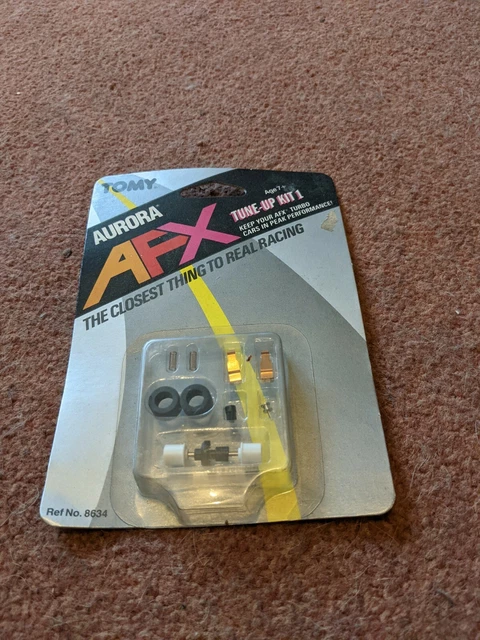 TOMY
Age 7+
AURORA
TUNE-UP KIT 1
AFX
KEEP YOUR AFX · TURBO
CARS IN PEAK PERFORMANCE!
THE CLOSEST THING TO REAL RACING
Ref No. 8634